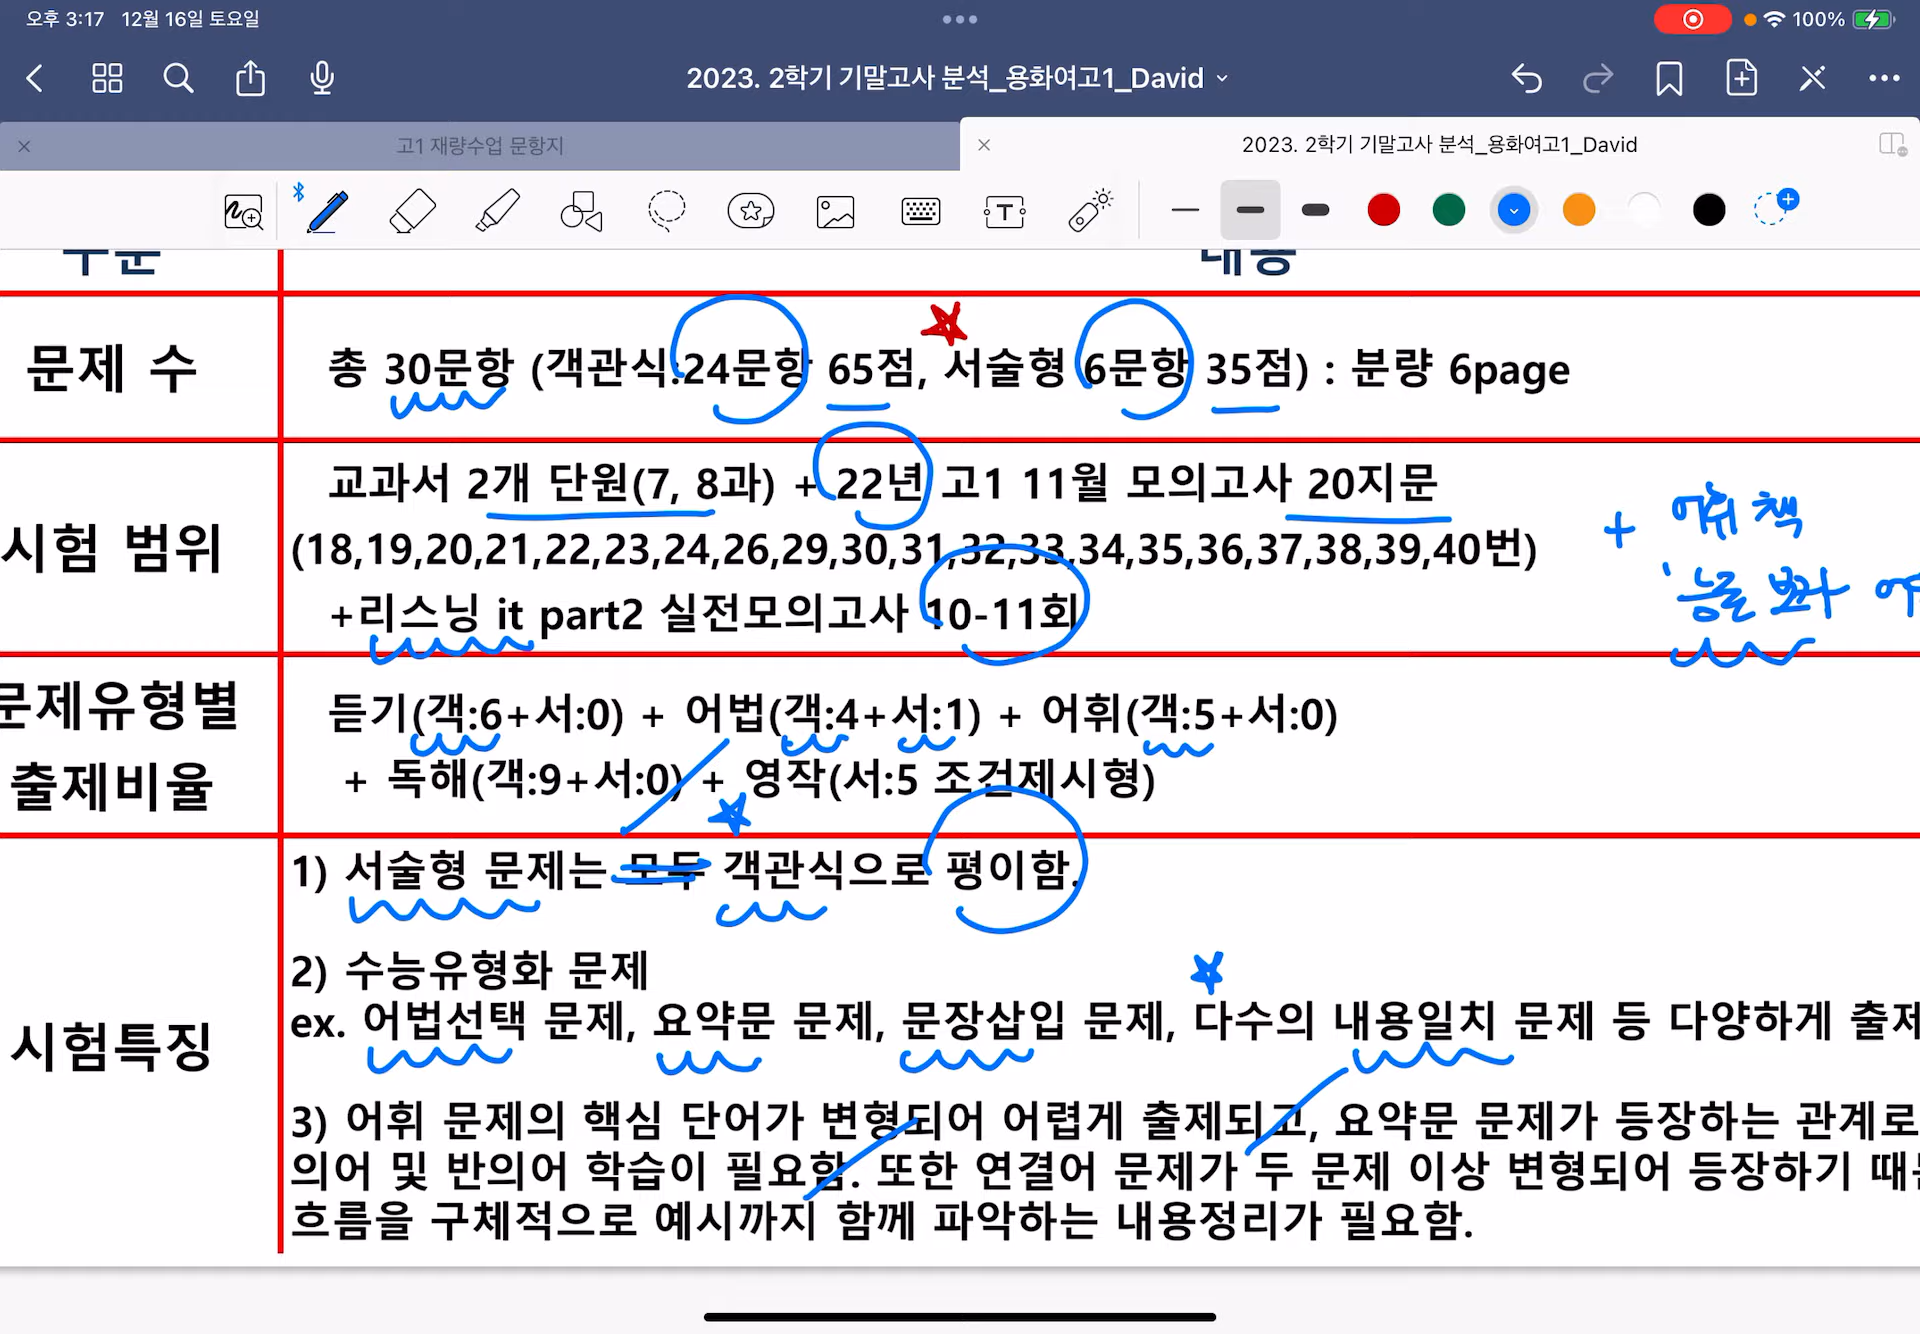 오후 3:17 12월 16일 토요일
100%
2023. 2학기 기말고사 분석_용화여고1_David
고1 재량수업 문항지
2023. 2학기 기말고사 분석_용화여고1_David
문제 수
총 30문항 (객관식:24문항 65점, 서술형 6문항 35점) : 분량 6page
시험 범위
교과서 2개 단원(7, 8과) + 22년 고1 11월 모의고사 20지문
(18,19,20,21,22,23,24,26,29,30,31,32,33,34,35,36,37,38,39,40번)
+리스닝 it part2 실전모의고사 10-11회
+ 어휘 책
문제유형별
출제비율
듣기(객:6+서:0) + 어법(객:4+서:1) + 어휘(객:5+서:0)
+ 독해(객:9+서:0) + 영작(서:5 조건제시형)
시험특징
1) 서술형 문제는 모두 객관식으로 평이함.
2) 수능유형화 문제
ex. 어법선택 문제, 요약문 문제, 문장삽입 문제, 다수의 내용일치 문제 등 다양하게 출제
3) 어휘 문제의 핵심 단어가 변형되어 어렵게 출제되고, 요약문 문제가 등장하는 관계로
의어 및 반의어 학습이 필요함. 또한 연결어 문제가 두 문제 이상 변형되어 등장하기
흐름을 구체적으로 예시까지 함께 파악하는 내용정리가 필요함.